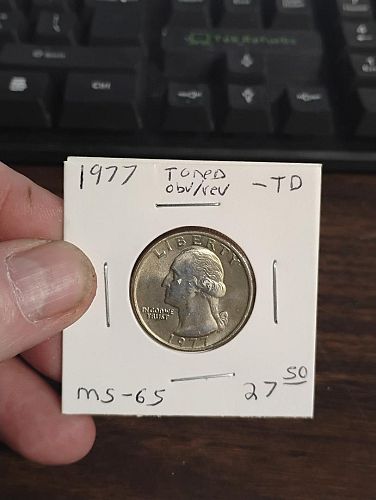 1977 TONED -TD
obv/rev
LIBERTY
IN GOD WE
TRUST
1977
MS-65 27 50